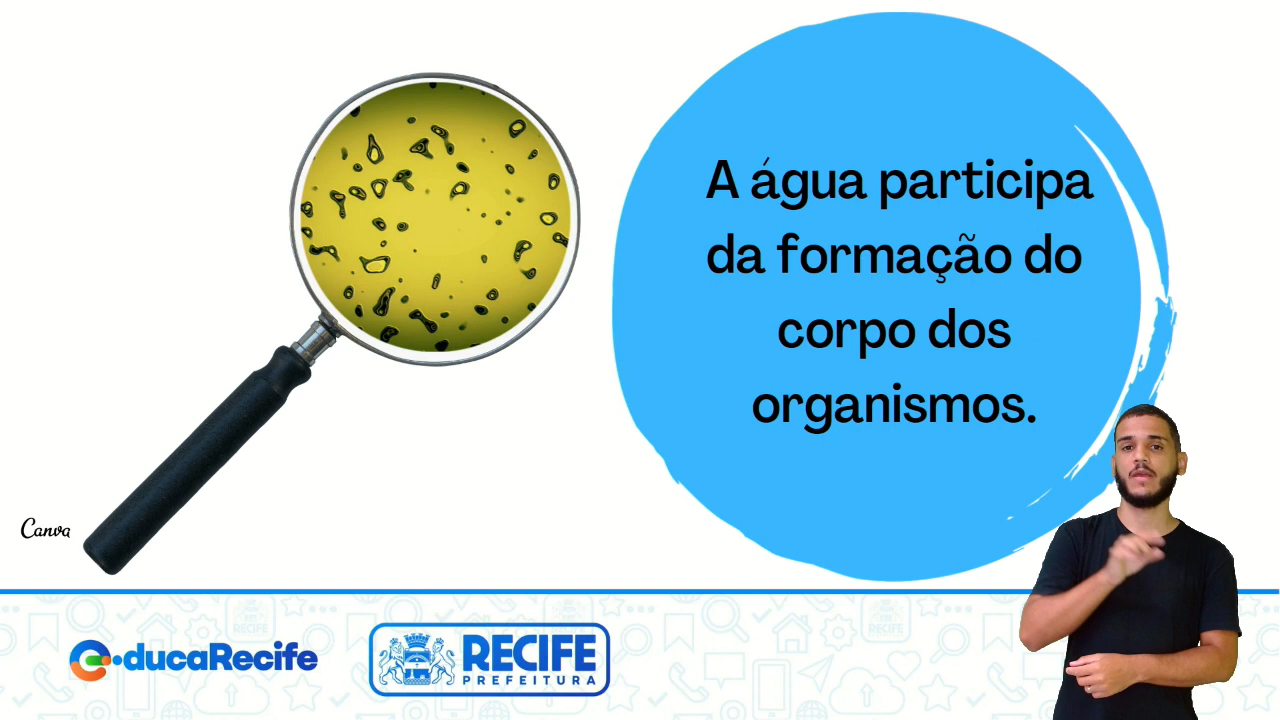 A água participa
da formação do
corpo dos
organismos.
Canva
educaRecife
RECIFE
PREFEITURA